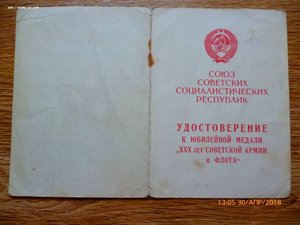 СОЮЗ
СОВЕТСКИХ
СОЦИАЛИСТИЧЕСКИХ
РЕСПУБЛИК
УДОСТОВЕРЕНИЕ
К ЮБИЛЕЙНОЙ МЕДАЛИ
„XXX лет СОВЕТСКОЙ АРМИИ
и ФЛОТА“
13:05 30/АПР/2018